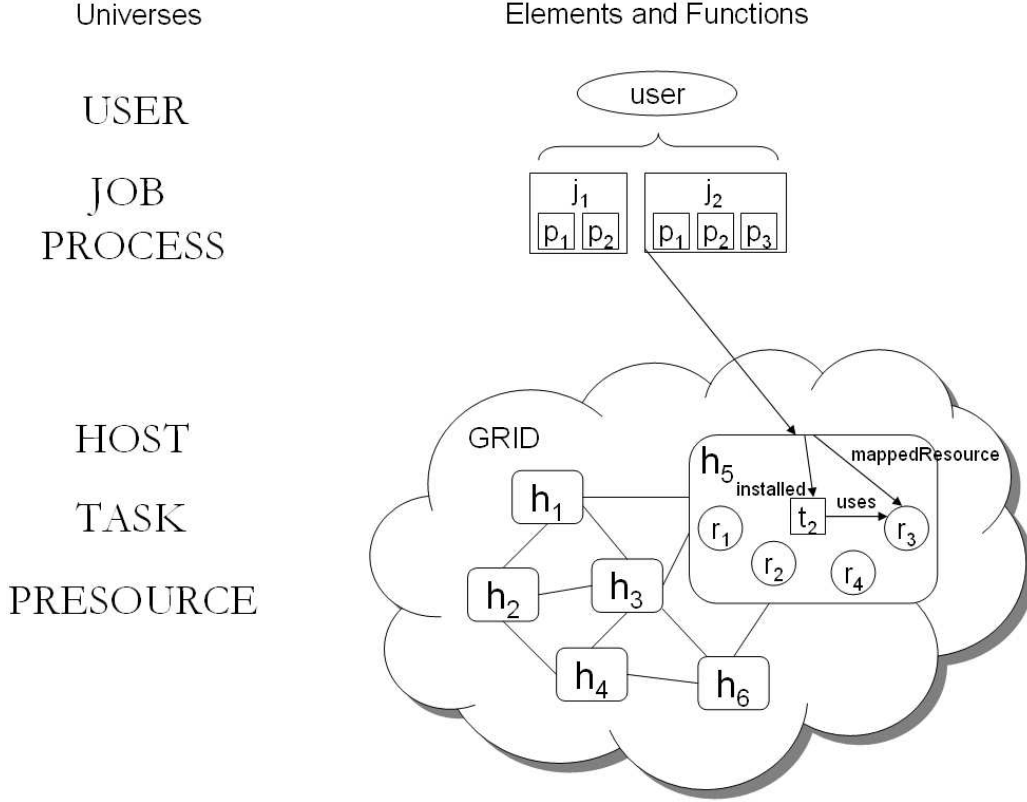 Universes
Elements and Functions
USER
user
JOB
j1
j2
PROCESS
p1 p2
p1 p2 p3
HOST
GRID
mappedResource
h5
h1
installed
uses
TASK
t2
r1
r3
r2
r4
PRESOURCE
h2
h3
h4
h6